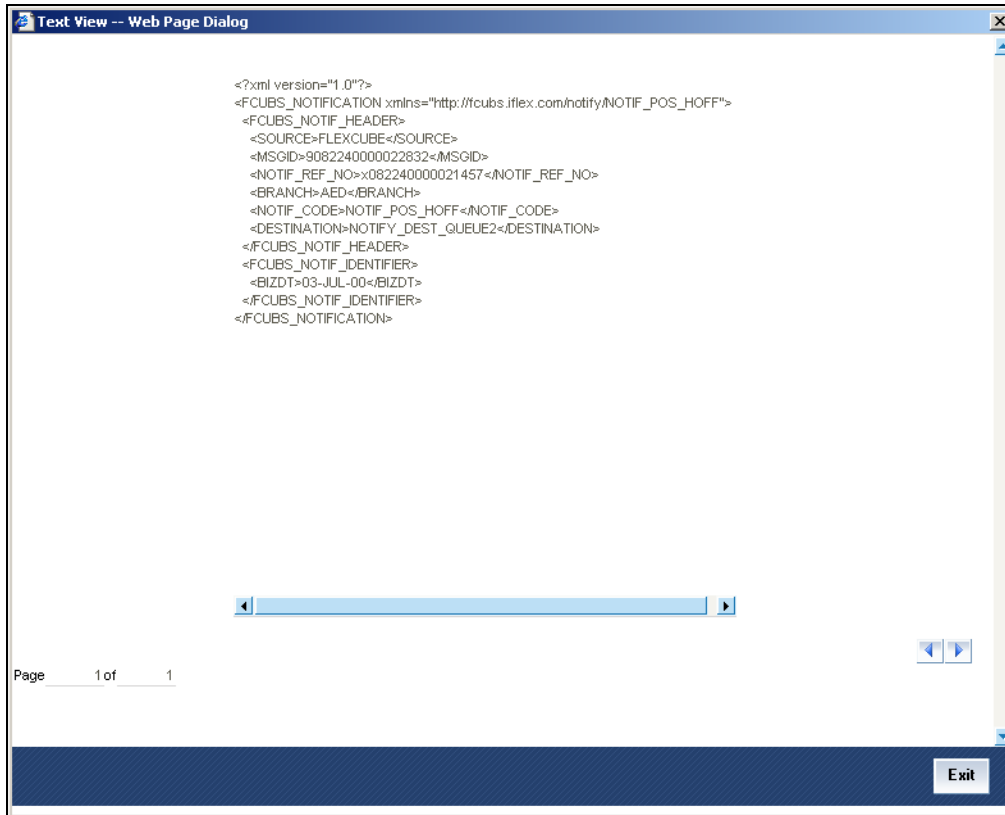 Text View -- Web Page Dialog
<?xml version="1.0"?>
<FCUBS_NOTIFICATION xmlns="http://fcubs.iflex.com/notify/NOTIF_POS_HOFF">
<FCUBS_NOTIF_HEADER>
<SOURCE>FLEXCUBE</SOURCE>
<MSGID>9082240000022832</MSGID>
<NOTIF_REF_NO>x082240000021457</NOTIF_REF_NO>
<BRANCH>AED</BRANCH>
<NOTIF_CODE>NOTIF_POS_HOFF</NOTIF_CODE>
<DESTINATION>NOTIFY_DEST_QUEUE2</DESTINATION>
</FCUBS_NOTIF_HEADER>
<FCUBS_NOTIF_IDENTIFIER>
<BIZDT>03-JUL-00</BIZDT>
</FCUBS_NOTIF_IDENTIFIER>
</FCUBS_NOTIFICATION>
Page 1 of 1
Exit